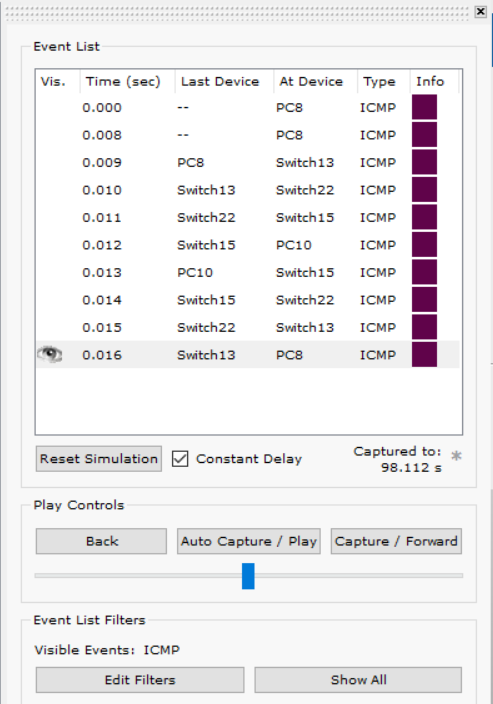 Event List
Vis. Time (sec) Last Device At Device Type Info
0.000 -- PC8 ICMP
0.008 -- PC8 ICMP
0.009 PC8 Switch13 ICMP
0.010 Switch13 Switch22 ICMP
0.011 Switch22 Switch15 ICMP
0.012 Switch15 PC10 ICMP
0.013 PC10 Switch15 ICMP
0.014 Switch15 Switch22 ICMP
0.015 Switch22 Switch13 ICMP
0.016 Switch13 PC8 ICMP
Reset Simulation Constant Delay Captured to: *
98.112 s
Play Controls
Back Auto Capture / Play Capture / Forward
Event List Filters
Visible Events: ICMP
Edit Filters Show All